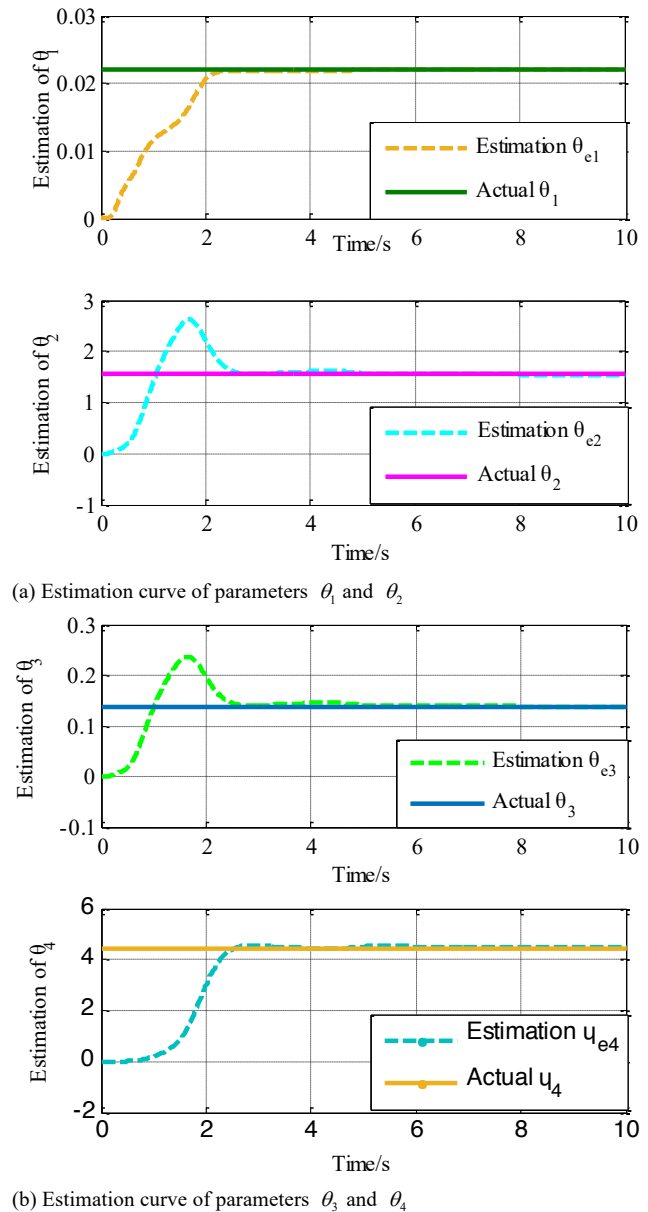 0.03
0.02
0.01
0
Estimation of θ1
Estimation θe1
Actual θ1
0 2 4 6 8 10
Time/s
3
2
1
0
-1
Estimation of θ2
Estimation θe2
Actual θ2
0 2 4 6 8 10
Time/s
(a) Estimation curve of parameters θ1 and θ2
0.3
0.2
0.1
0
-0.1
Estimation of θ3
Estimation θe3
Actual θ3
0 2 4 6 8 10
Time/s
6
4
2
0
-2
Estimation of θ4
Estimation ųe4
Actual ų4
0 2 4 6 8 10
Time/s
(b) Estimation curve of parameters θ3 and θ4